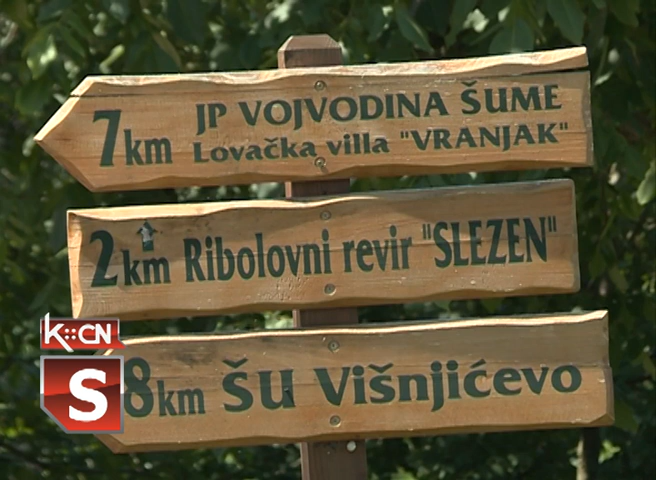 7km JP VOJVODINA ŠUME
Lovačka villa "VRANJAK"
2km Ribolovni revir "SLEZEN"
K::CN
S
8km ŠU Višnjićevo